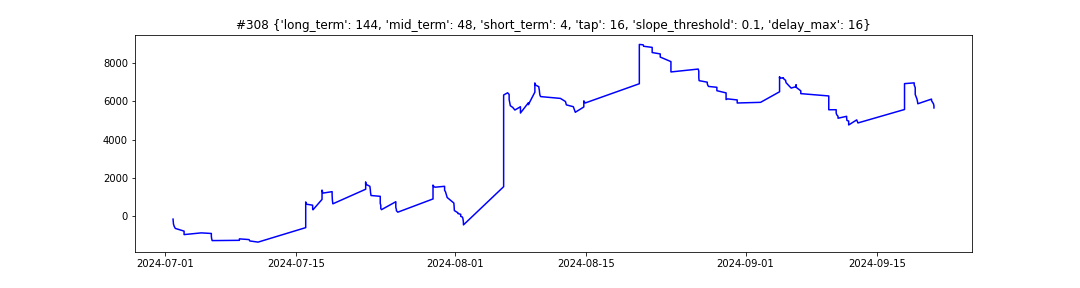 #308 {'long_term': 144, 'mid_term': 48, 'short_term': 4, 'tap': 16, 'slope_threshold': 0.1, 'delay_max': 16}
8000
6000
4000
2000
0
2024-07-01 2024-07-15 2024-08-01 2024-08-15 2024-09-01 2024-09-15